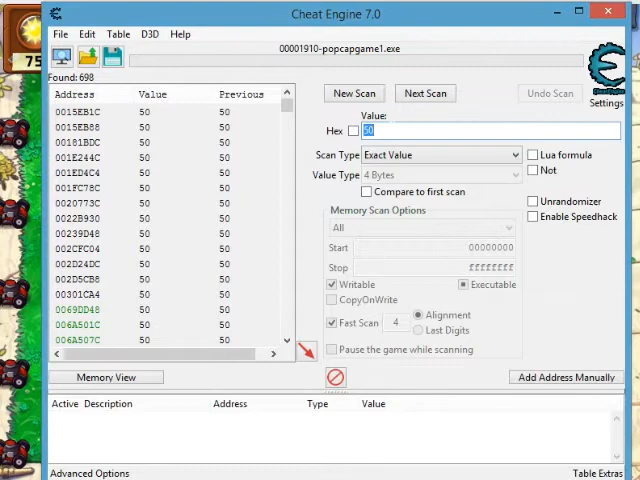 Cheat Engine 7.0
File Edit Table D3D Help
00001910-popcapgame1.exe
75
Found: 698
Address Value Previous
0015EB1C 50 50
0015EB88 50 50
00181BDC 50 50
001E244C 50 50
001ED4C4 50 50
001FC78C 50 50
0020773C 50 50
0022B930 50 50
00239D48 50 50
002CFC04 50 50
002D24DC 50 50
002D5CB8 50 50
00301CA4 50 50
0069DD48 50 50
006A501C 50 50
006A507C 50 50
New Scan Next Scan Undo Scan
Settings
Value:
Hex 50
Scan Type Exact Value Lua formula
Value Type 4 Bytes Not
Compare to first scan
Memory Scan Options Unrandomizer
All Enable Speedhack
Start 00000000
Stop ffffffff
Writable Executable
CopyOnWrite
Fast Scan 4 Alignment
Last Digits
Pause the game while scanning
Memory View Add Address Manually
Active Description Address Type Value
Advanced Options Table Extras